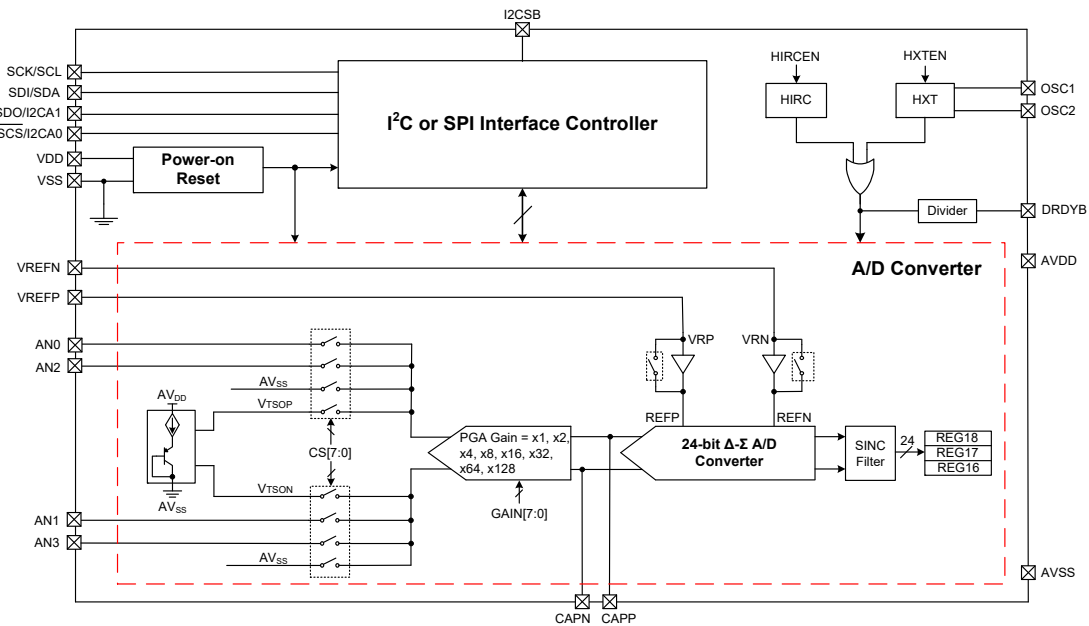 I2CSB
SCK/SCL
SDI/SDA
SDO/I2CA1
SCS/I2CA0
VDD
VSS
Power-on
Reset
I²C or SPI Interface Controller
HIRCEN
HXTEN
HIRC
HXT
OSC1
OSC2
Divider
DRDYB
A/D Converter
AVDD
VREFN
VREFP
AN0
AN2
AVSS
VTSOP
AVDD
AVSS
CS[7:0]
VTSON
AN1
AN3
AVSS
PGA Gain = x1, x2,
x4, x8, x16, x32,
x64, x128
GAIN[7:0]
VRP
VRN
REFP
REFN
24-bit Δ-Σ A/D
Converter
SINC
Filter
24
REG18
REG17
REG16
AVSS
CAPN
CAPP